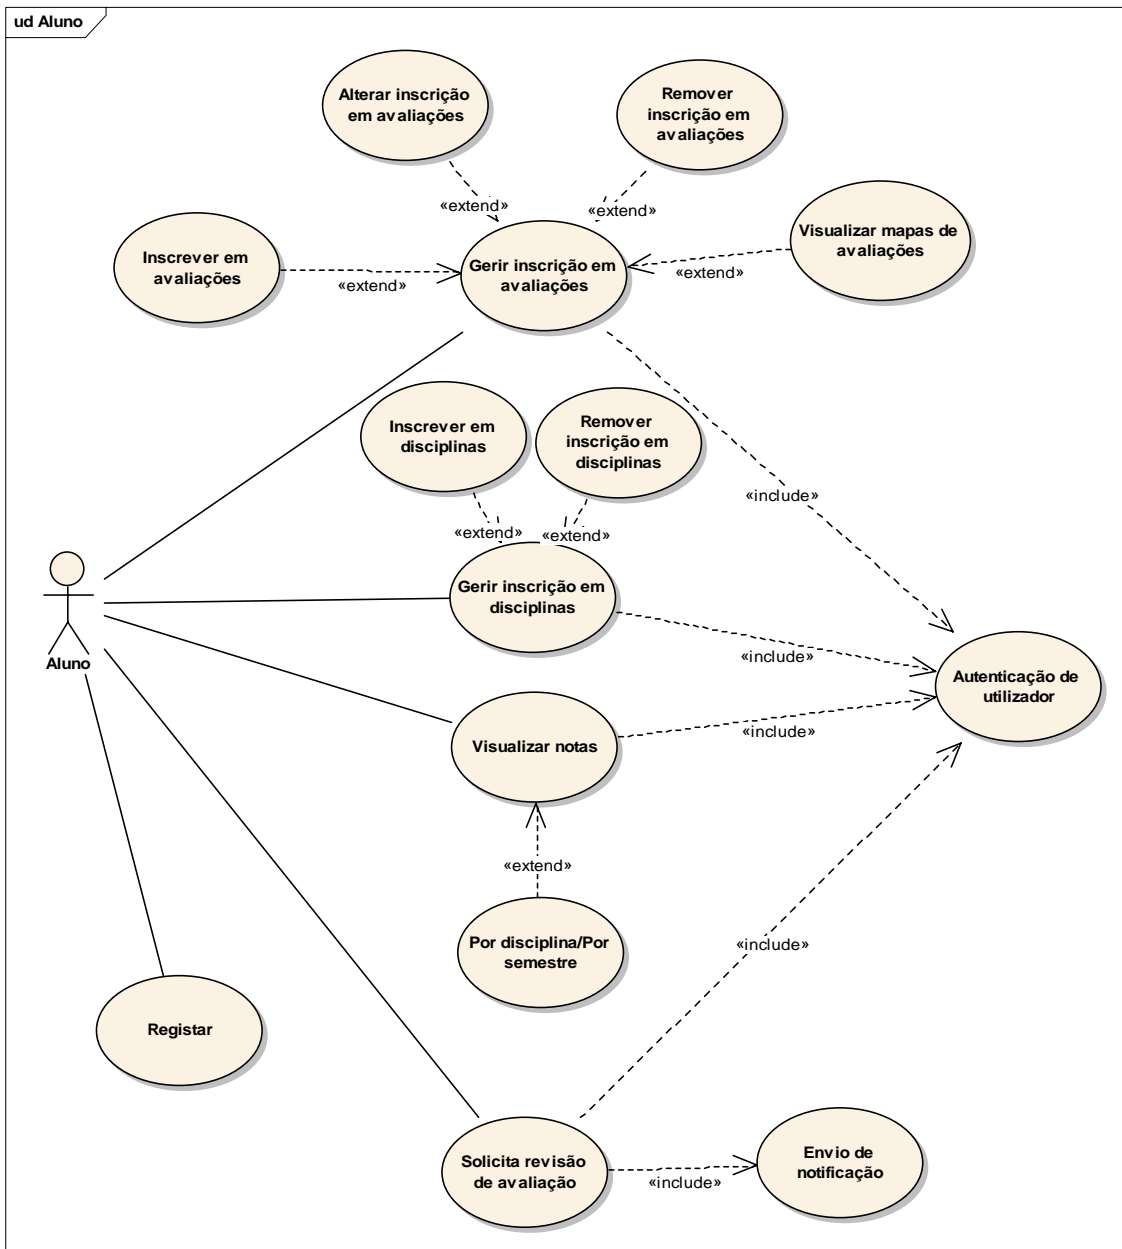 ud Aluno
Alterar inscrição
em avaliações
Remover
inscrição em
avaliações
«extend»
«extend»
Visualizar mapas de
avaliações
Inscrever em
avaliações
Gerir inscrição em
avaliações
«extend»
«extend»
Inscrever em
disciplinas
Remover
inscrição em
disciplinas
«include»
«extend»
«extend»
Gerir inscrição em
disciplinas
Aluno
«include»
Autenticação de
utilizador
Visualizar notas
«include»
«extend»
Por disciplina/Por
semestre
«include»
Registar
Solicita revisão
de avaliação
Envio de
notificação
«include»